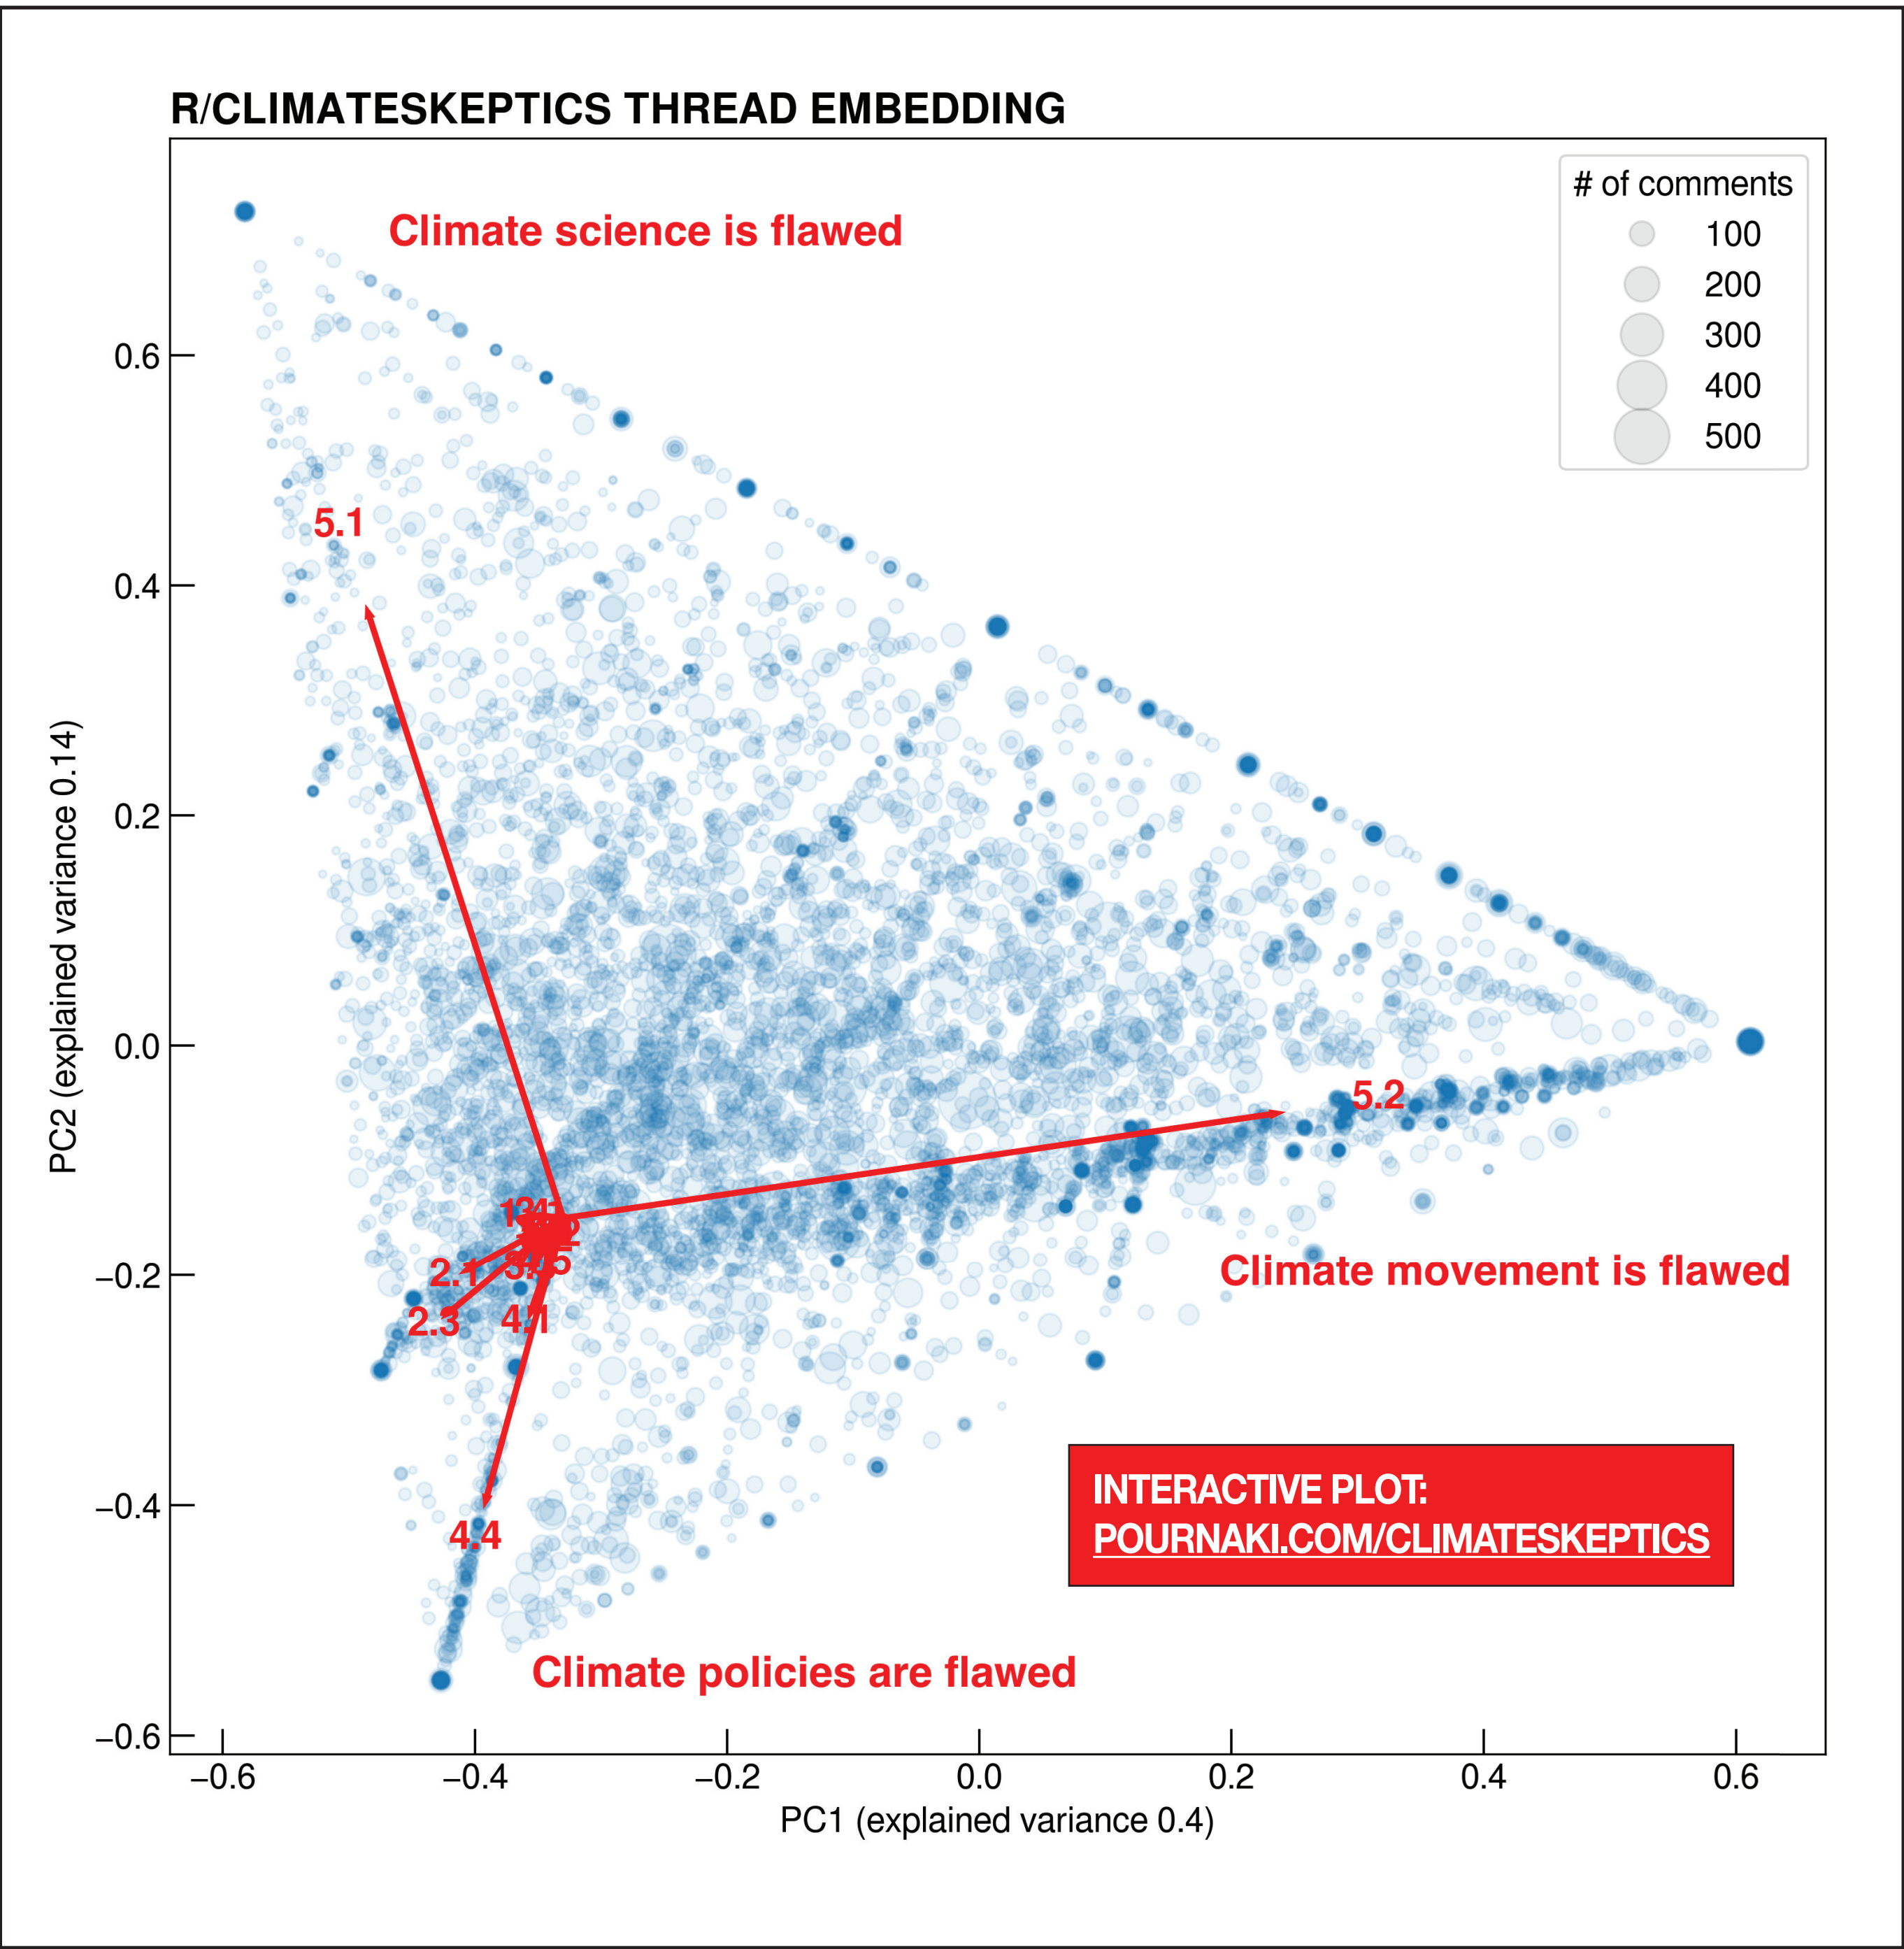 R/CLIMATESKEPTICS THREAD EMBEDDING
# of comments
100
200
300
400
500
Climate science is flawed
5.1
5.2
2.1
2.3
4.1
4.4
Climate movement is flawed
INTERACTIVE PLOT:
POURNAKI.COM/CLIMATESKEPTICS
Climate policies are flawed
PC2 (explained variance 0.14)
0.6
0.4
0.2
0.0
−0.2
−0.4
−0.6
−0.6
−0.4
−0.2
0.0
0.2
0.4
0.6
PC1 (explained variance 0.4)